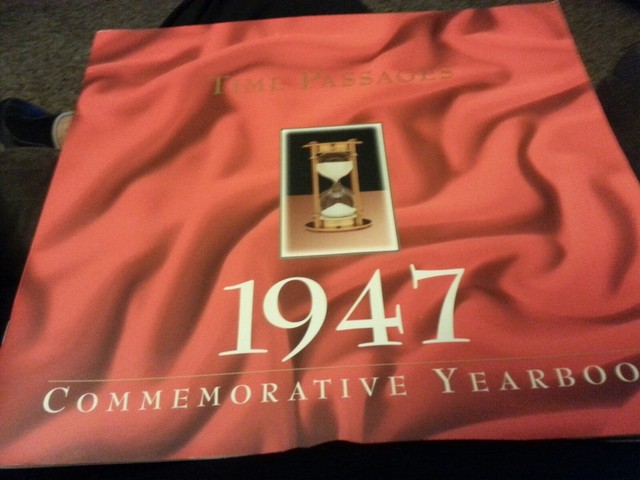 TIME PASSAGES
1947
COMMEMORATIVE YEARBOO